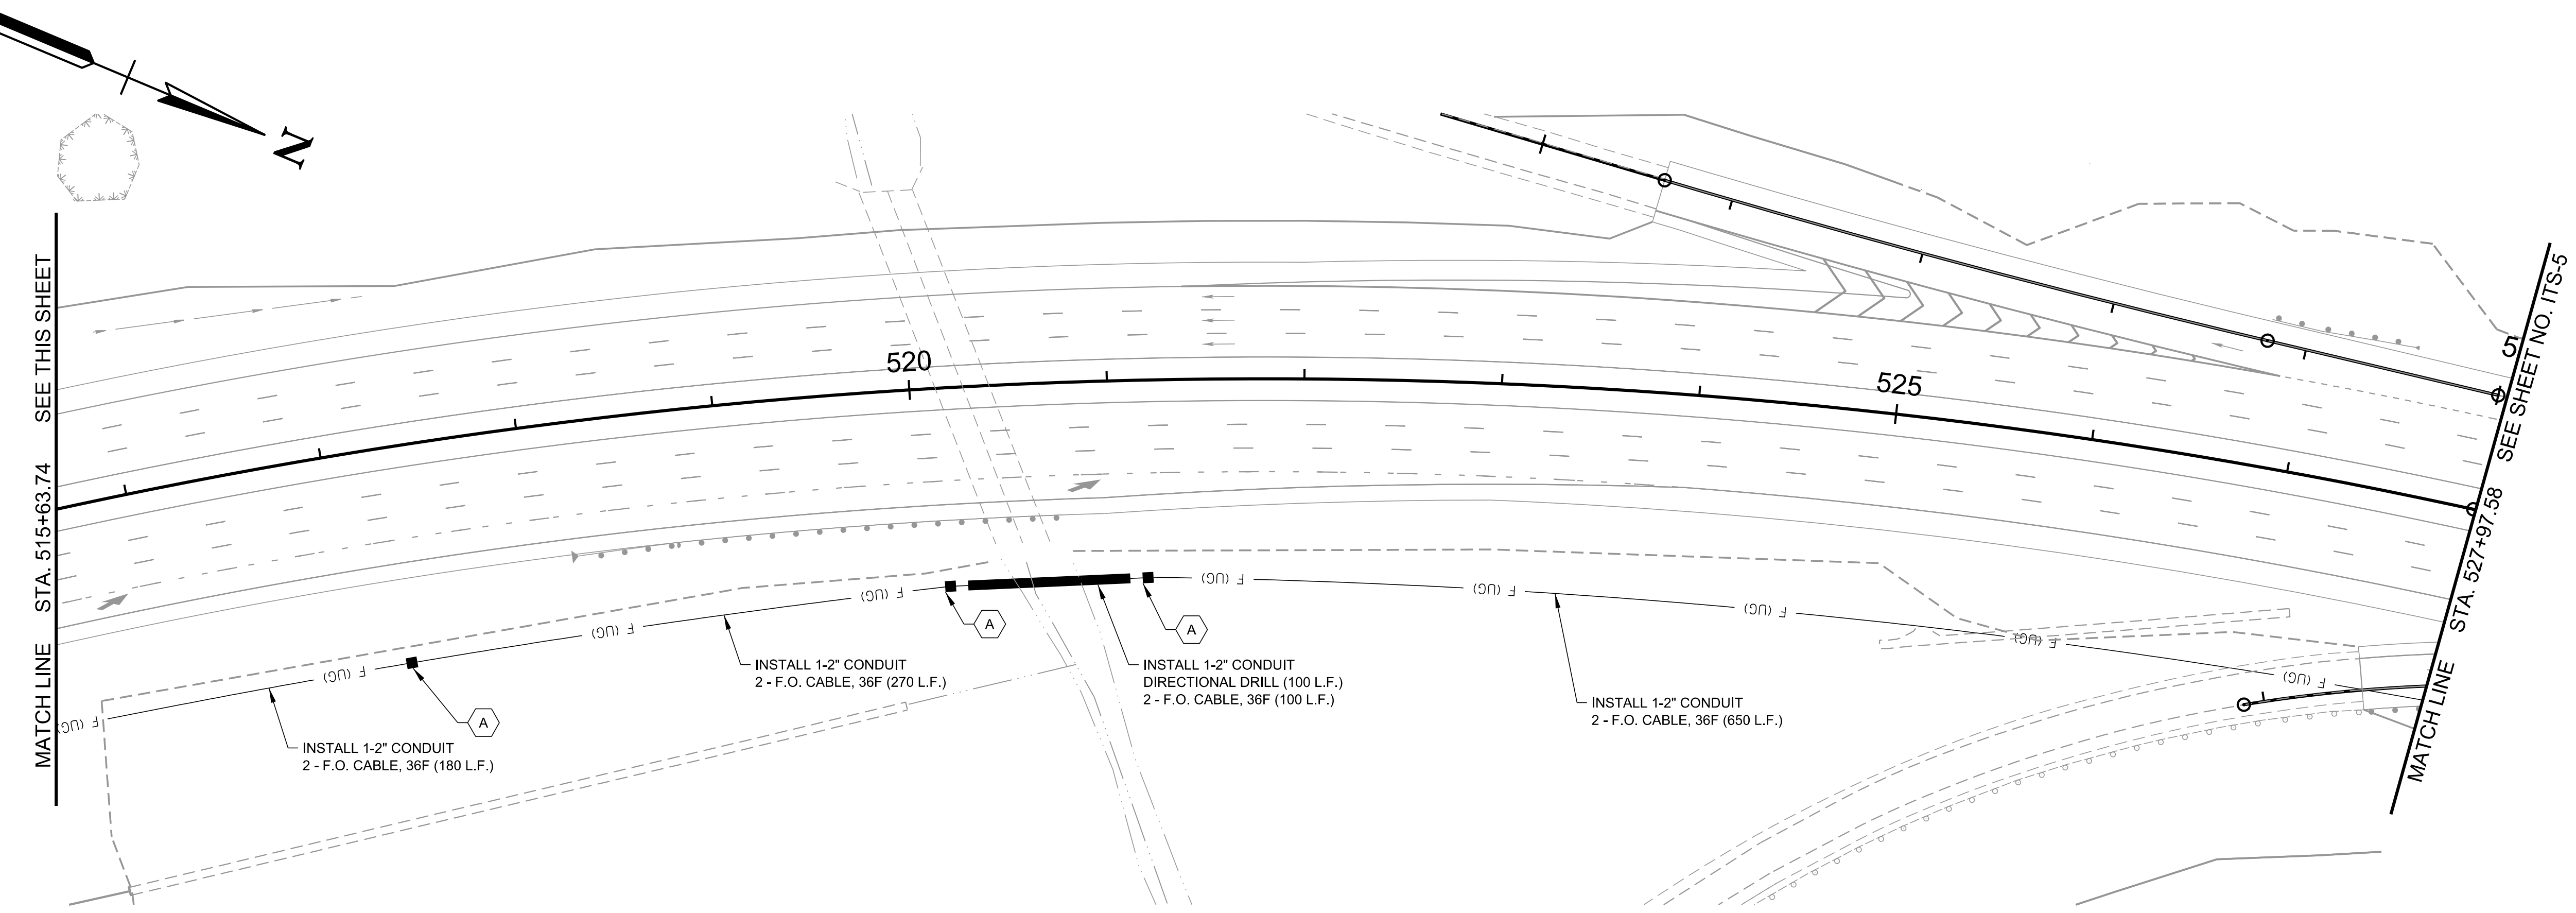 N
MATCH LINE STA. 515+63.74 SEE THIS SHEET
520
525
5
SEE SHEET NO. ITS-5
MATCH LINE STA. 527+97.58
F (UG)
F (UG)
F (UG)
F (UG)
F (UG)
F (UG)
F (UG)
F (UG)
F (UG)
A
A
A
INSTALL 1-2" CONDUIT
2 - F.O. CABLE, 36F (180 L.F.)
INSTALL 1-2" CONDUIT
2 - F.O. CABLE, 36F (270 L.F.)
INSTALL 1-2" CONDUIT
DIRECTIONAL DRILL (100 L.F.)
2 - F.O. CABLE, 36F (100 L.F.)
INSTALL 1-2" CONDUIT
2 - F.O. CABLE, 36F (650 L.F.)